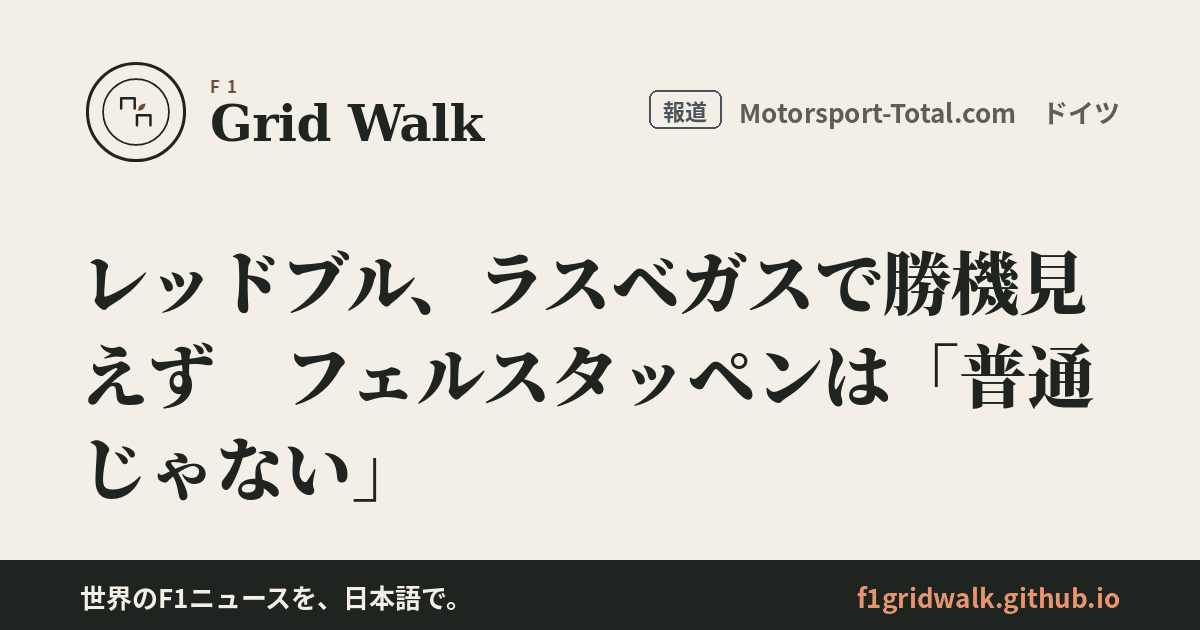 F1
Grid Walk
報道 Motorsport-Total.com ドイツ
レッドブル、ラスベガスで勝機見
えず　フェルスタッペンは「普通
じゃない」
世界のF1ニュースを、日本語で。
f1gridwalk.github.io